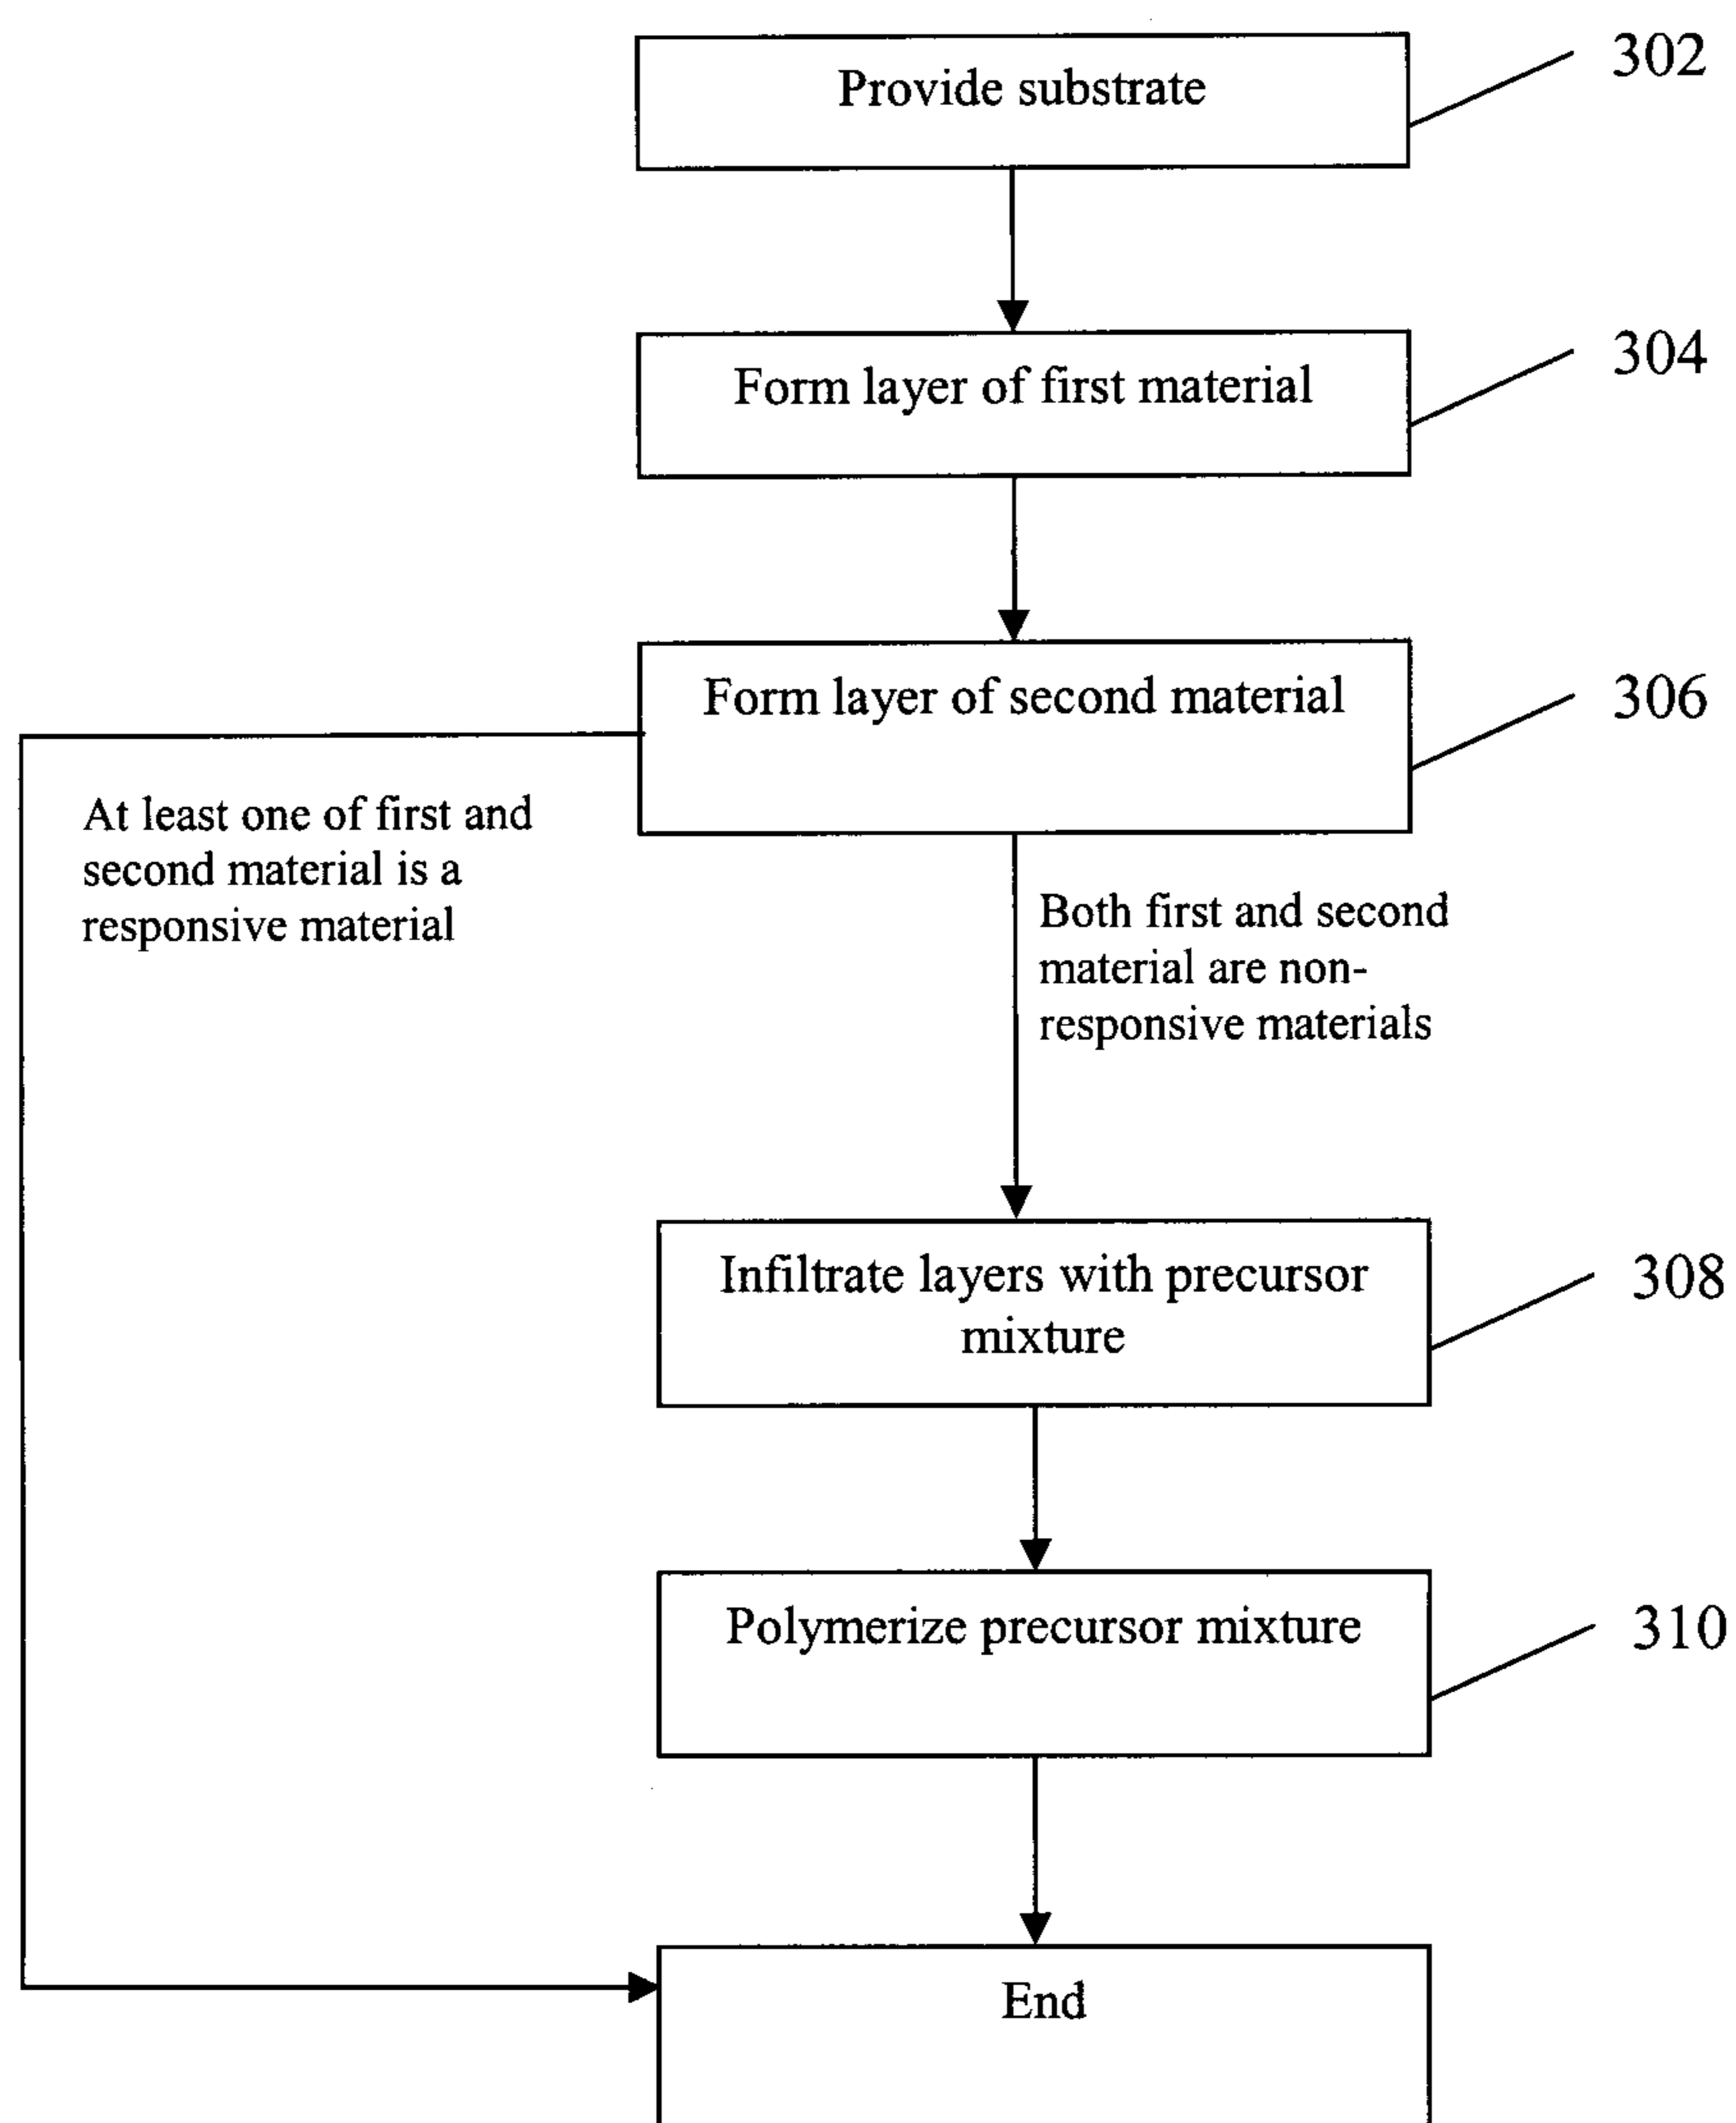 Provide substrate
302
Form layer of first material
304
Form layer of second material
306
At least one of first and
second material is a
responsive material
Both first and second
material are non-
responsive materials
Infiltrate layers with precursor
mixture
308
Polymerize precursor mixture
310
End